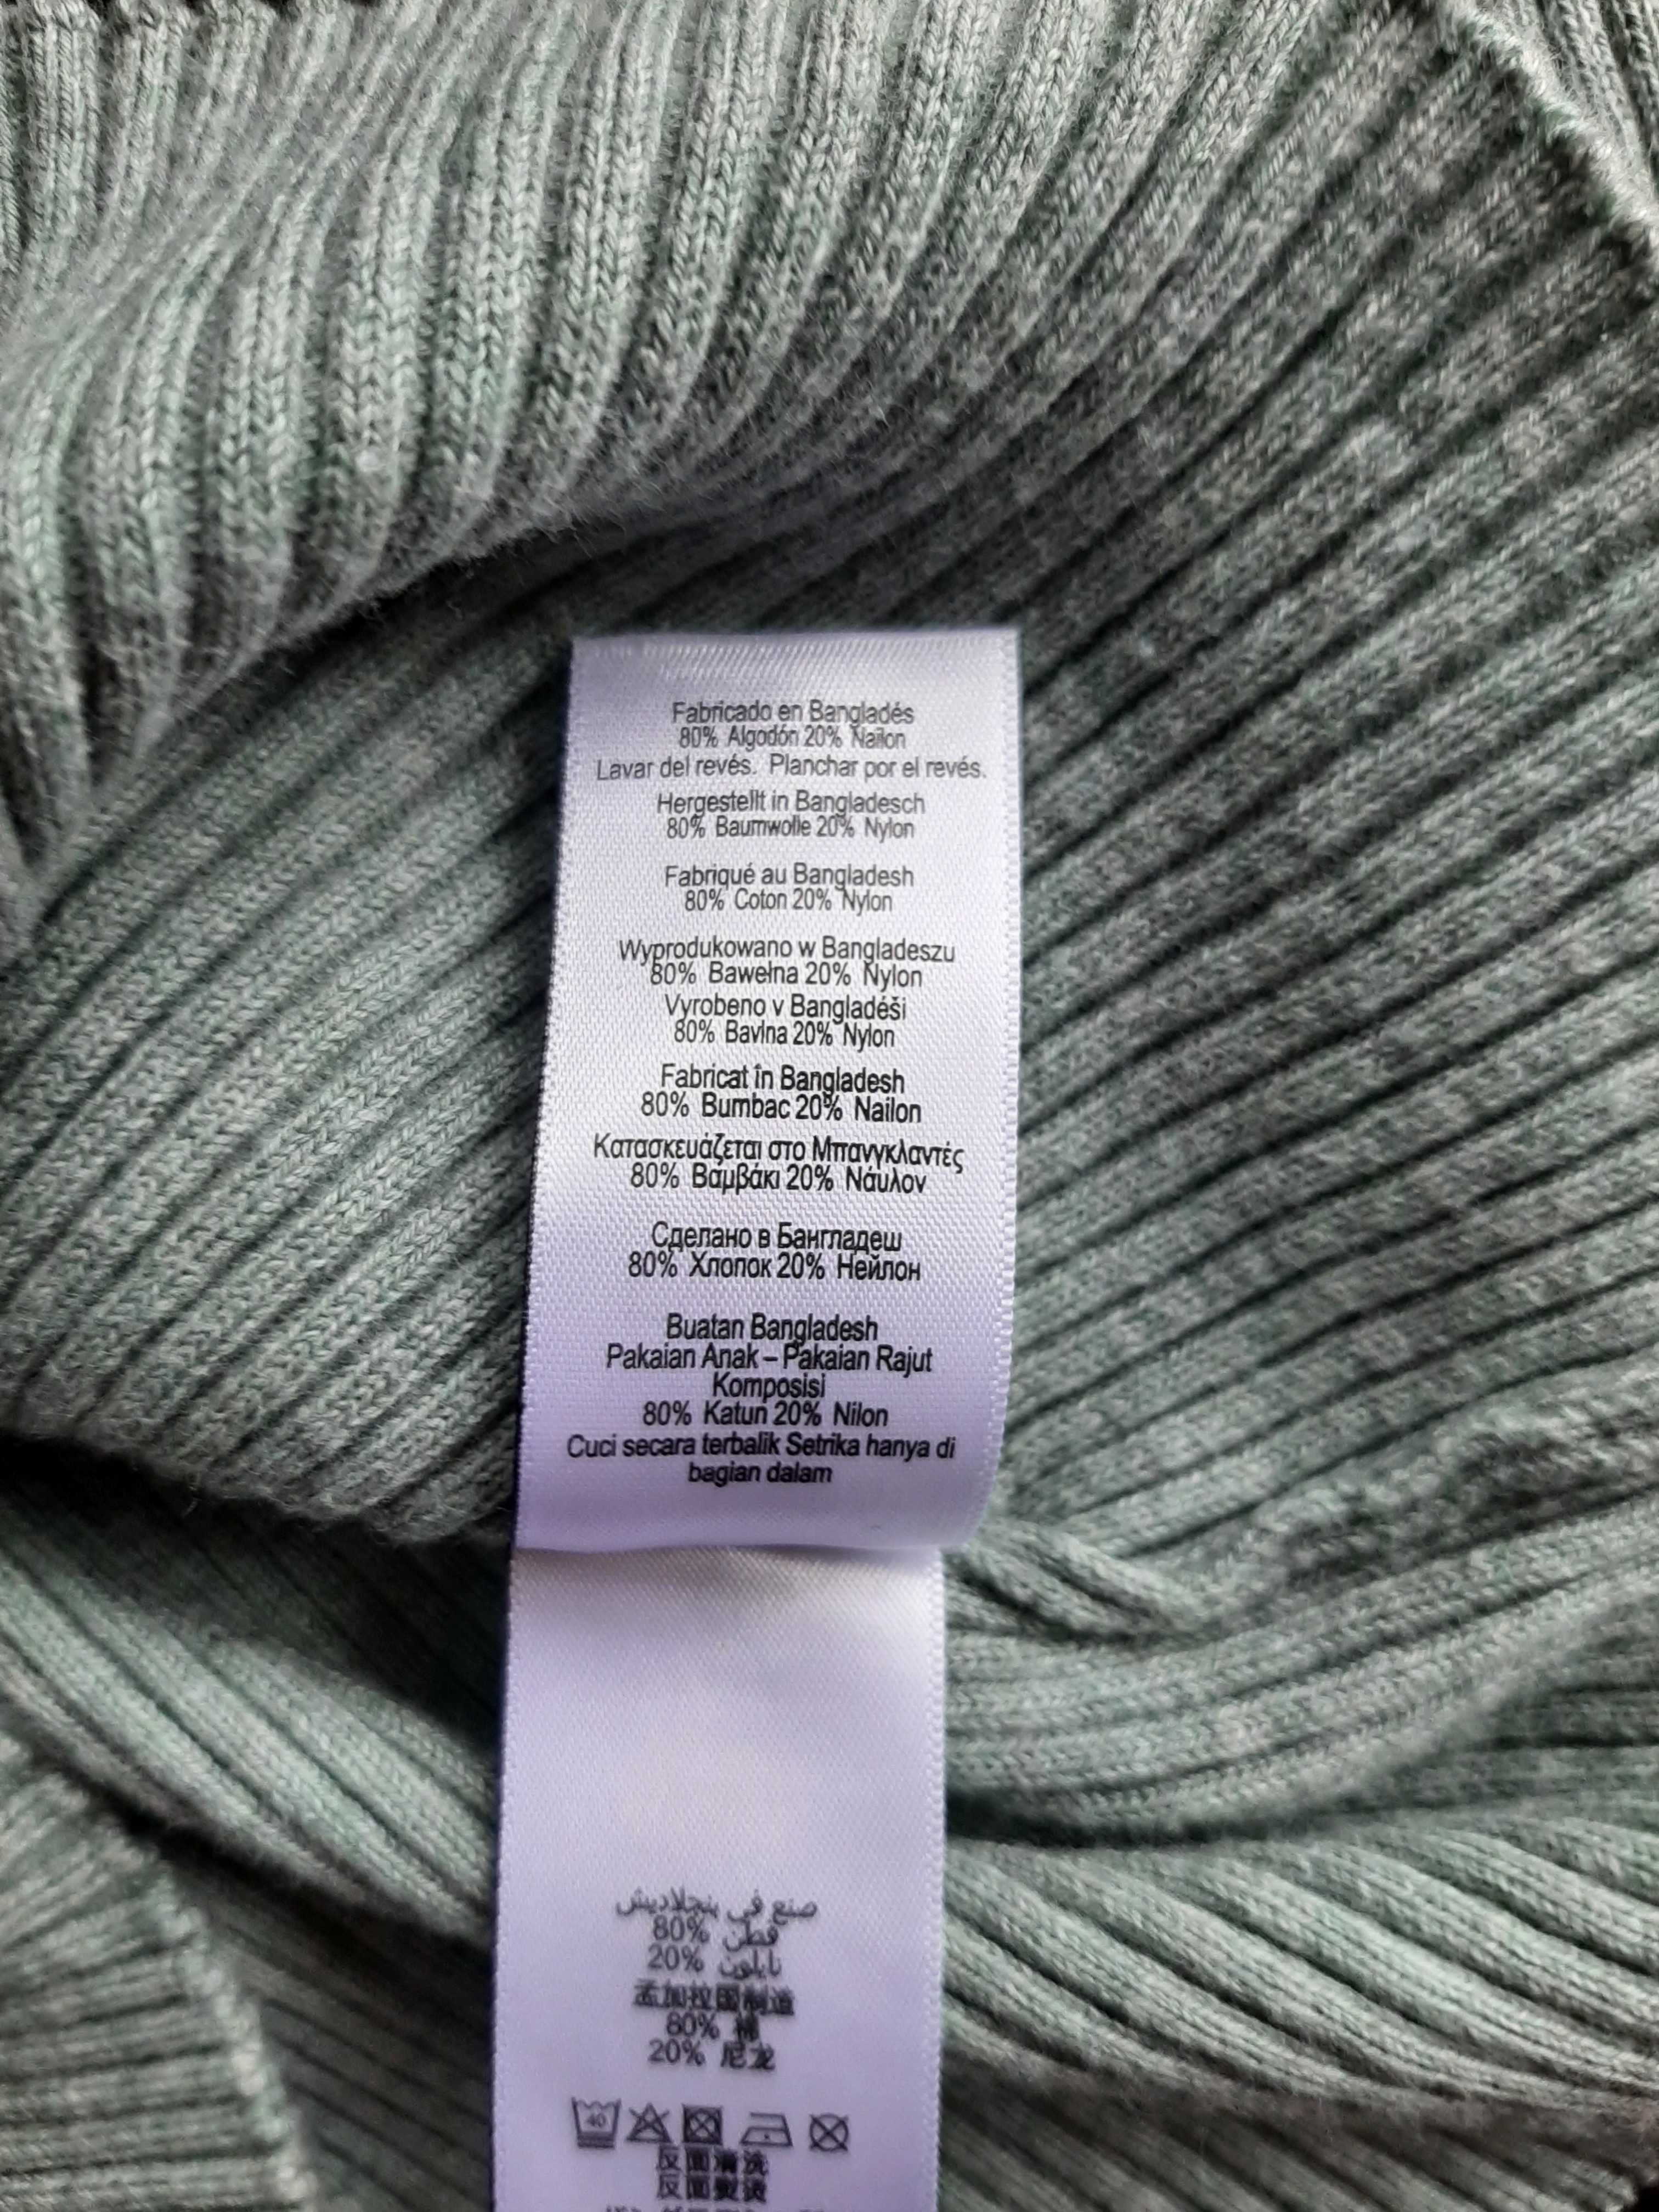 Fabricado en Bangladés
80% Algodón 20% Nailon
Lavar del revés. Planchar por el revés.
Hergestellt in Bangladesch
80% Baumwolle 20% Nylon
Fabriqué au Bangladesh
80% Coton 20% Nylon
Wyprodukowano w Bangladeszu
80% Bawełna 20% Nylon
Vyrobeno v Bangladéši
80% Bavlna 20% Nylon
Fabricat în Bangladesh
80% Bumbac 20% Nailon
Κατασκευάζεται στο Μπανγκλαντές
80% Βαμβάκι 20% Νάυλον
Сделано в Бангладеш
80% Хлопок 20% Нейлон
Buatan Bangladesh
Pakaian Anak – Pakaian Rajut
Komposisi
80% Katun 20% Nilon
Cuci secara terbalik Setrika hanya di
bagian dalam
صنع في بنجلاديش
80% قطن
20% نايلون
孟加拉国制造
80% 棉
20% 尼龙
40
反面清洗
反面熨烫